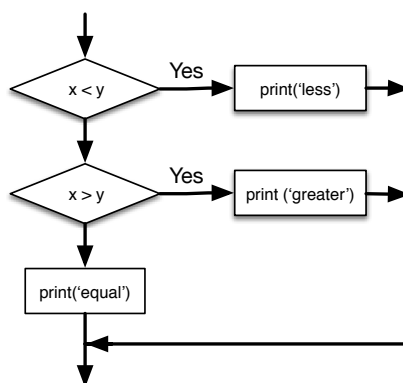 Yes
x < y
print(‘less’)
Yes
x > y
print (‘greater’)
print(‘equal’)